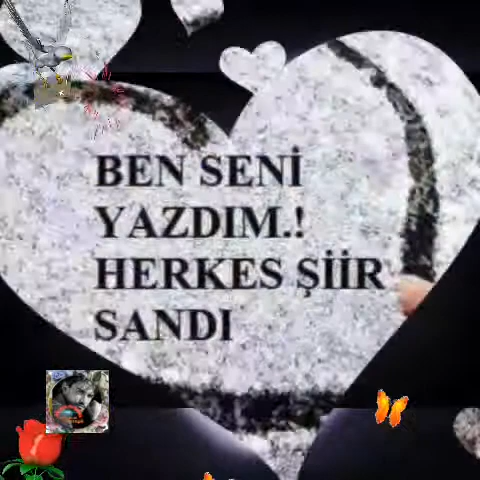 BEN SENİ
YAZDIM.!
HERKES ŞİİR
SANDI